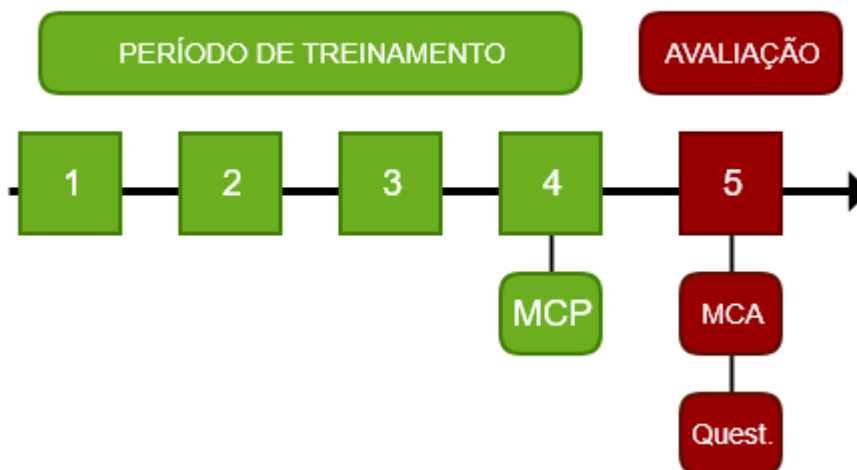 PERÍODO DE TREINAMENTO
AVALIAÇÃO
1
2
3
4
5
MCP
MCA
Quest.